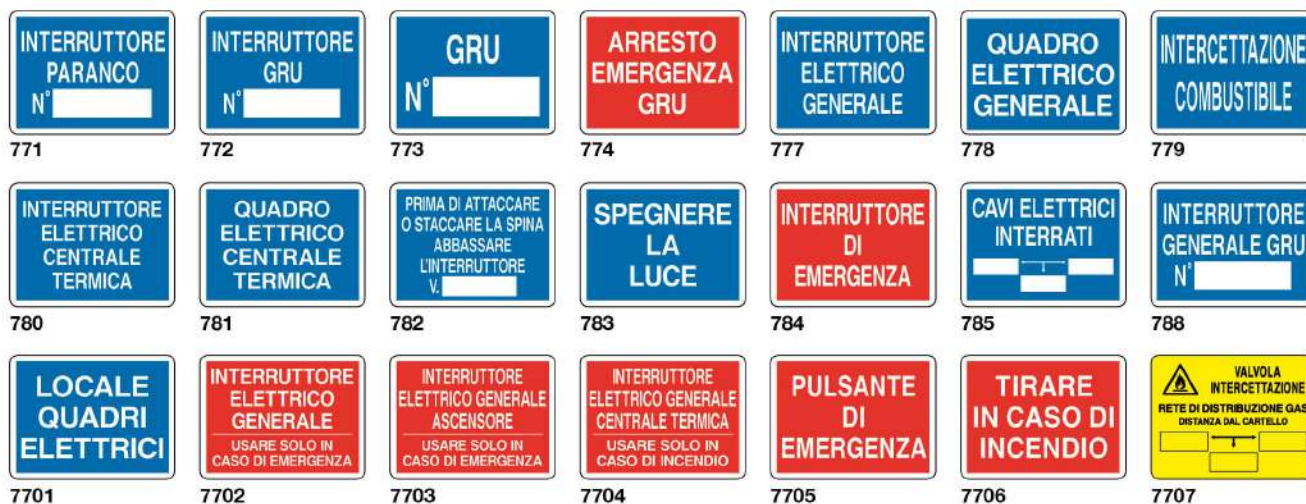 INTERRUTTORE
PARANCO
N°
771
INTERRUTTORE
GRU
N°
772
GRU
N°
773
ARRESTO
EMERGENZA
GRU
774
INTERRUTTORE
ELETTRICO
GENERALE
777
QUADRO
ELETTRICO
GENERALE
778
INTERCETTAZIONE
COMBUSTIBILE
779
INTERRUTTORE
ELETTRICO
CENTRALE
TERMICA
780
QUADRO
ELETTRICO
CENTRALE
TERMICA
781
PRIMA DI ATTACCARE
O STACCARE LA SPINA
ABBASSARE
L'INTERRUTTORE
V.
782
SPEGNERE
LA
LUCE
783
INTERRUTTORE
DI
EMERGENZA
784
CAVI ELETTRICI
INTERRATI
785
INTERRUTTORE
GENERALE GRU
N°
788
LOCALE
QUADRI
ELETTRICI
7701
INTERRUTTORE
ELETTRICO
GENERALE
USARE SOLO IN
CASO DI EMERGENZA
7702
INTERRUTTORE
ELETTRICO GENERALE
ASCENSORE
USARE SOLO IN
CASO DI EMERGENZA
7703
INTERRUTTORE
ELETTRICO GENERALE
CENTRALE TERMICA
USARE SOLO IN
CASO DI INCENDIO
7704
PULSANTE
DI
EMERGENZA
7705
TIRARE
IN CASO DI
INCENDIO
7706
VALVOLA
INTERCETTAZIONE
RETE DI DISTRIBUZIONE GAS
DISTANZA DAL CARTELLO
7707